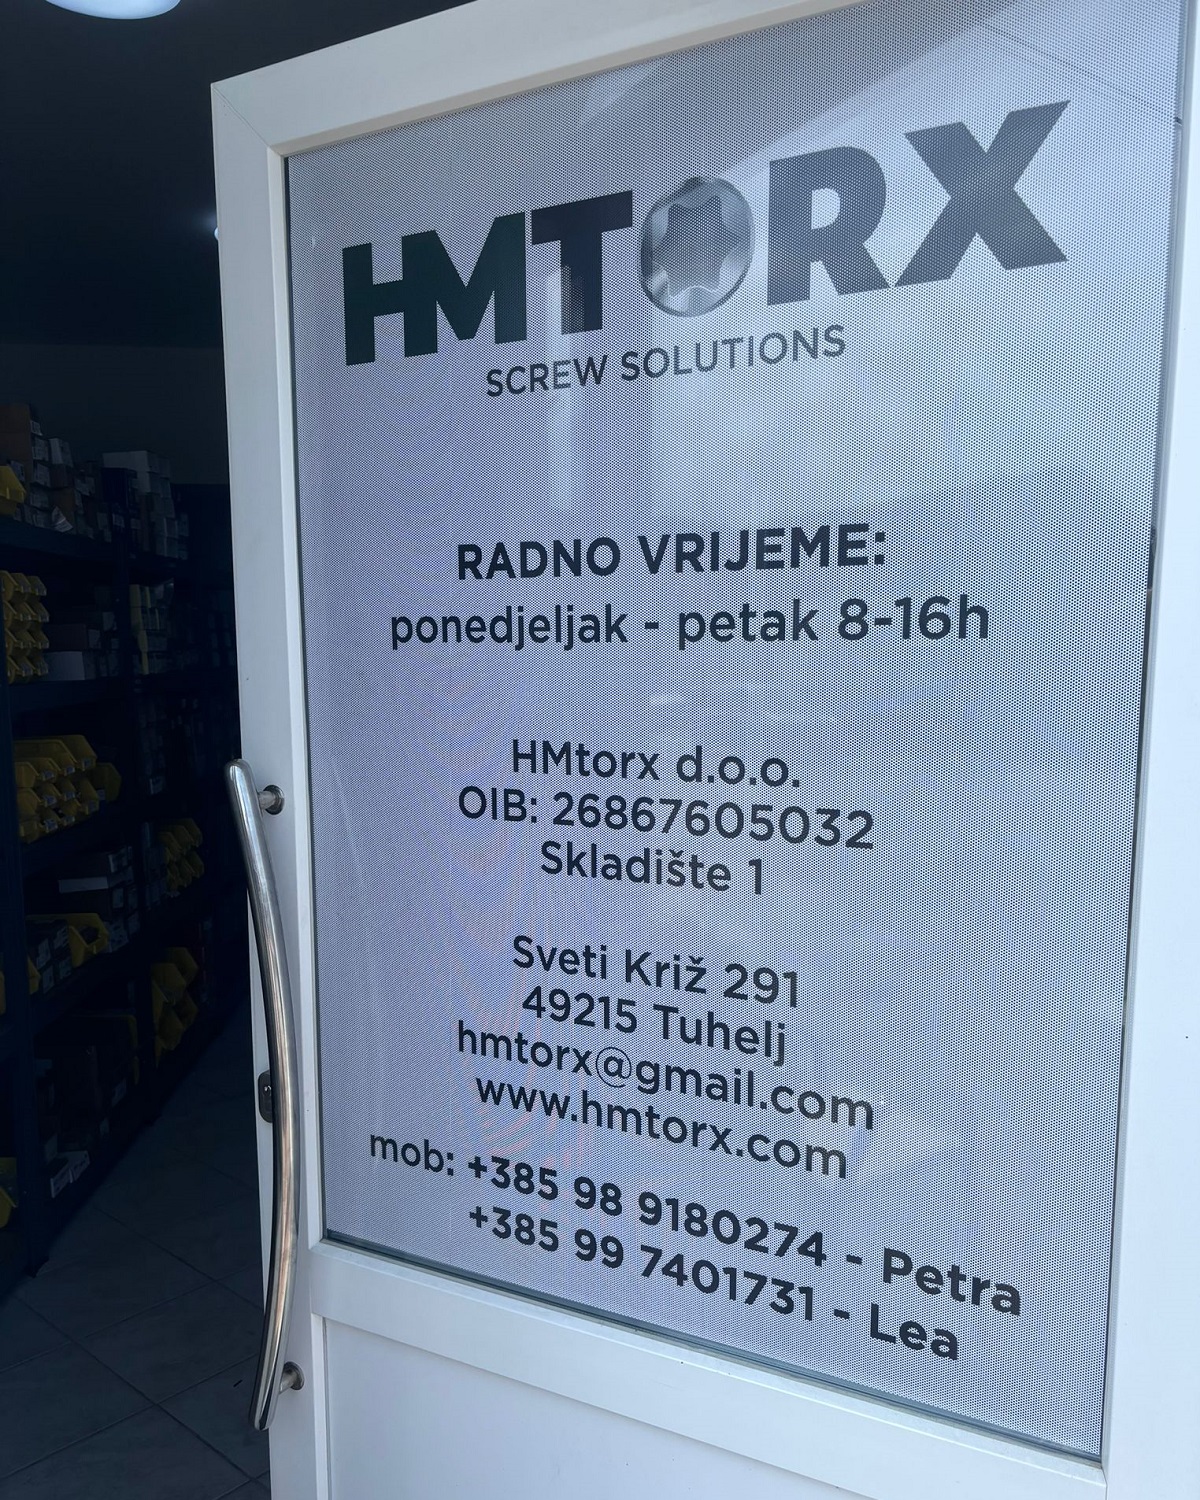 HMTORX
SCREW SOLUTIONS
RADNO VRIJEME:
ponedjeljak - petak 8-16h
HMtorx d.o.o.
OIB: 26867605032
Skladište 1
Sveti Križ 291
49215 Tuhelj
hmtorx@gmail.com
www.hmtorx.com
mob: +385 98 9180274 - Petra
+385 99 7401731 - Lea